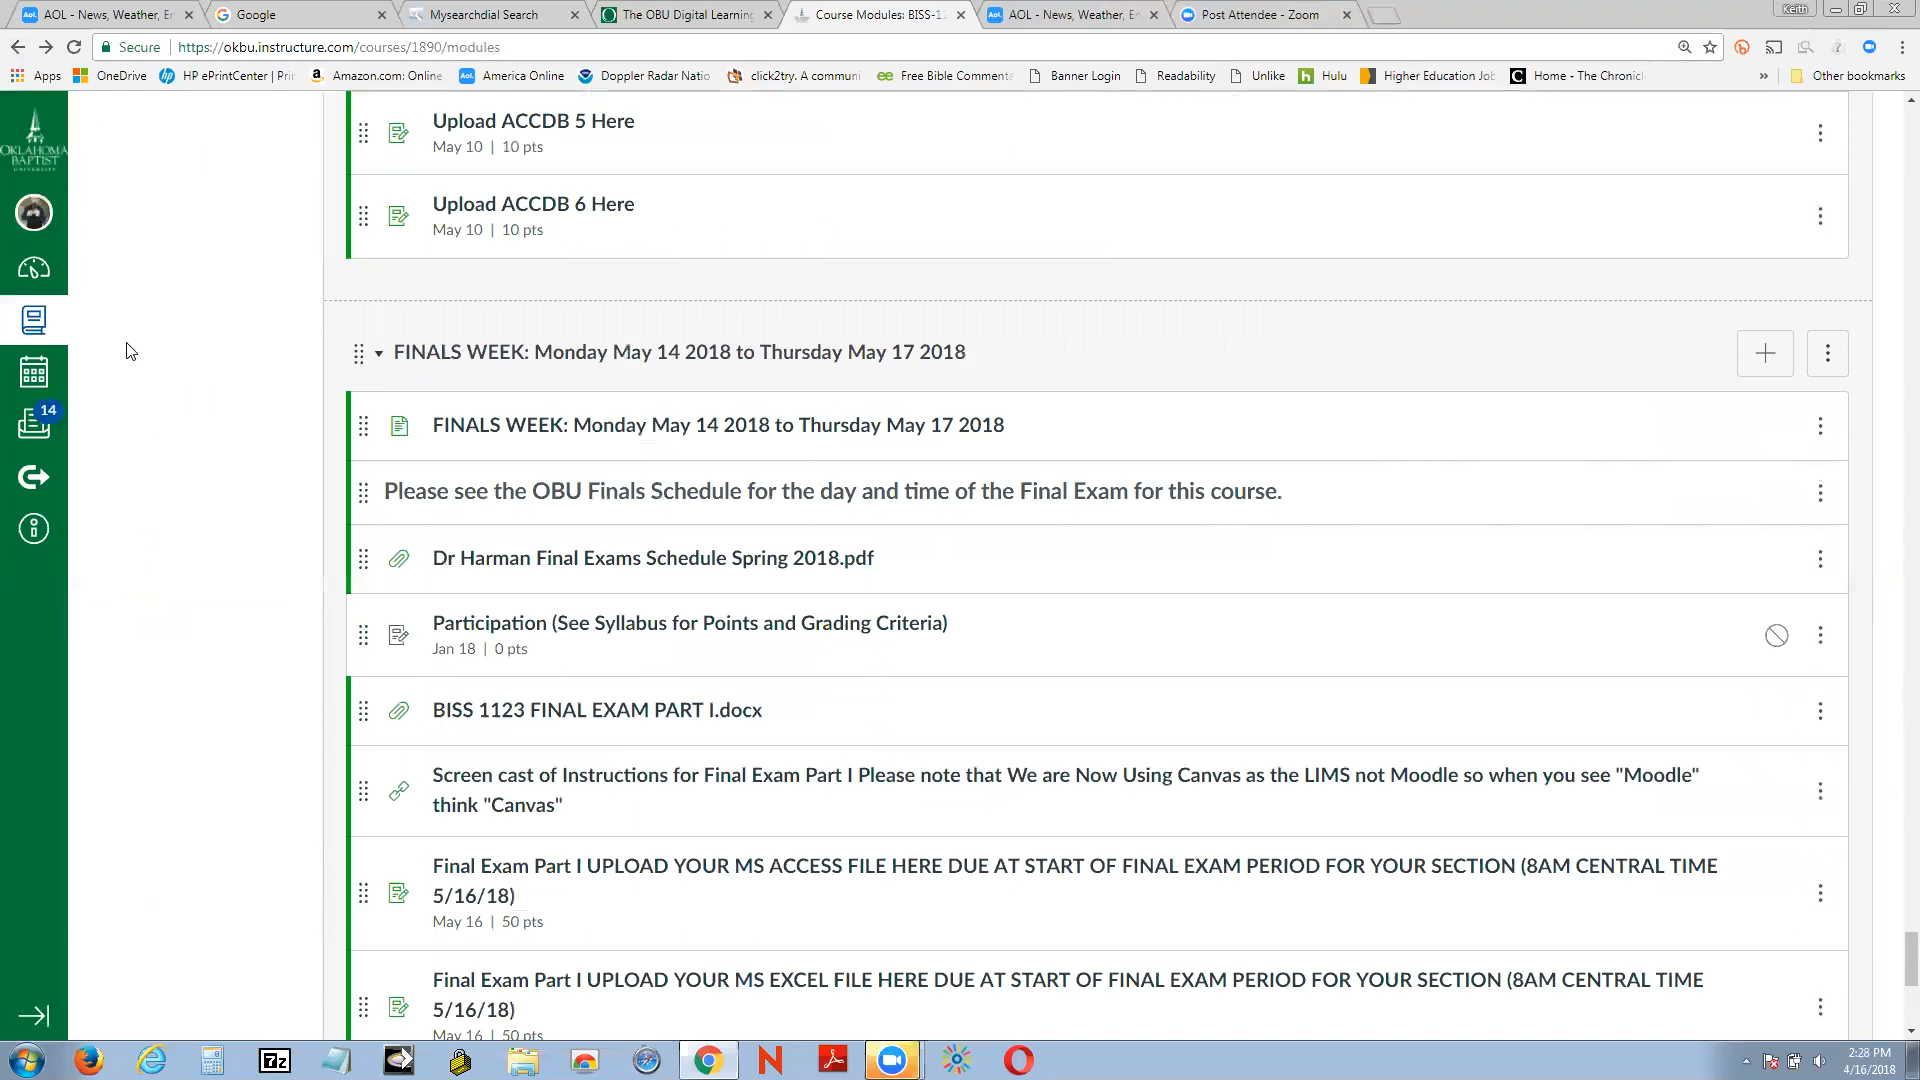 AOL - News, Weather, En
Google
Mysearchdial Search
The OBU Digital Learning
Course Modules: BISS-1
AOL - News, Weather, En
Post Attendee - Zoom
Keith
Secure
https://okbu.instructure.com/courses/1890/modules
Apps
OneDrive
HP ePrintCenter | Pri
Amazon.com: Online
Aol.
America Online
Doppler Radar Natio
click2try. A communi
Free Bible Comment
Banner Login
Readability
Unlike
Hulu
Higher Education Jo
Home - The Chronicl
»
Other bookmarks
OKLAHOMA
BAPTIST
UNIVERSITY
14
Upload ACCDB 5 Here
May 10 | 10 pts
Upload ACCDB 6 Here
May 10 | 10 pts
FINALS WEEK: Monday May 14 2018 to Thursday May 17 2018
FINALS WEEK: Monday May 14 2018 to Thursday May 17 2018
Please see the OBU Finals Schedule for the day and time of the Final Exam for this course.
Dr Harman Final Exams Schedule Spring 2018.pdf
Participation (See Syllabus for Points and Grading Criteria)
Jan 18 | 0 pts
BISS 1123 FINAL EXAM PART I.docx
Screen cast of Instructions for Final Exam Part I Please note that We are Now Using Canvas as the LIMS not Moodle so when you see "Moodle"
think "Canvas"
Final Exam Part I UPLOAD YOUR MS ACCESS FILE HERE DUE AT START OF FINAL EXAM PERIOD FOR YOUR SECTION (8AM CENTRAL TIME
5/16/18)
May 16 | 50 pts
Final Exam Part I UPLOAD YOUR MS EXCEL FILE HERE DUE AT START OF FINAL EXAM PERIOD FOR YOUR SECTION (8AM CENTRAL TIME
5/16/18)
May 16 | 50 pts
7z
2:28 PM
4/16/2018